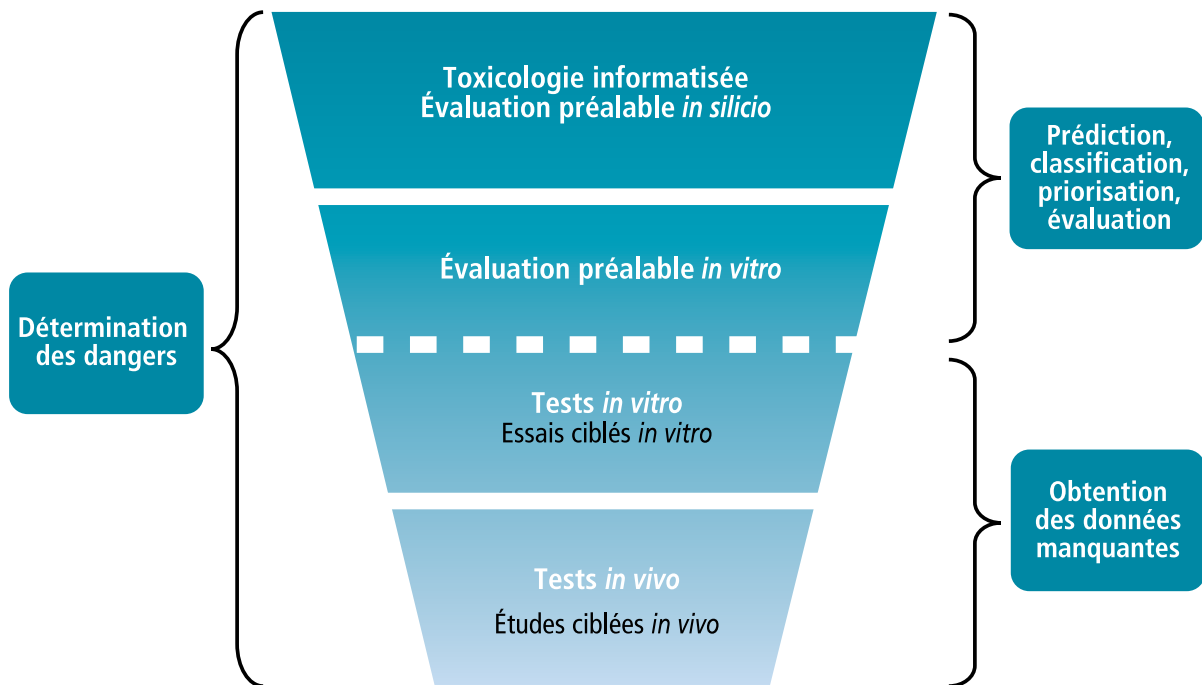 Toxicologie informatisée
Évaluation préalable in silicio
Prédiction,
classification,
priorisation,
évaluation
Évaluation préalable in vitro
Détermination
des dangers
Tests in vitro
Essais ciblés in vitro
Obtention
des données
manquantes
Tests in vivo
Études ciblées in vivo